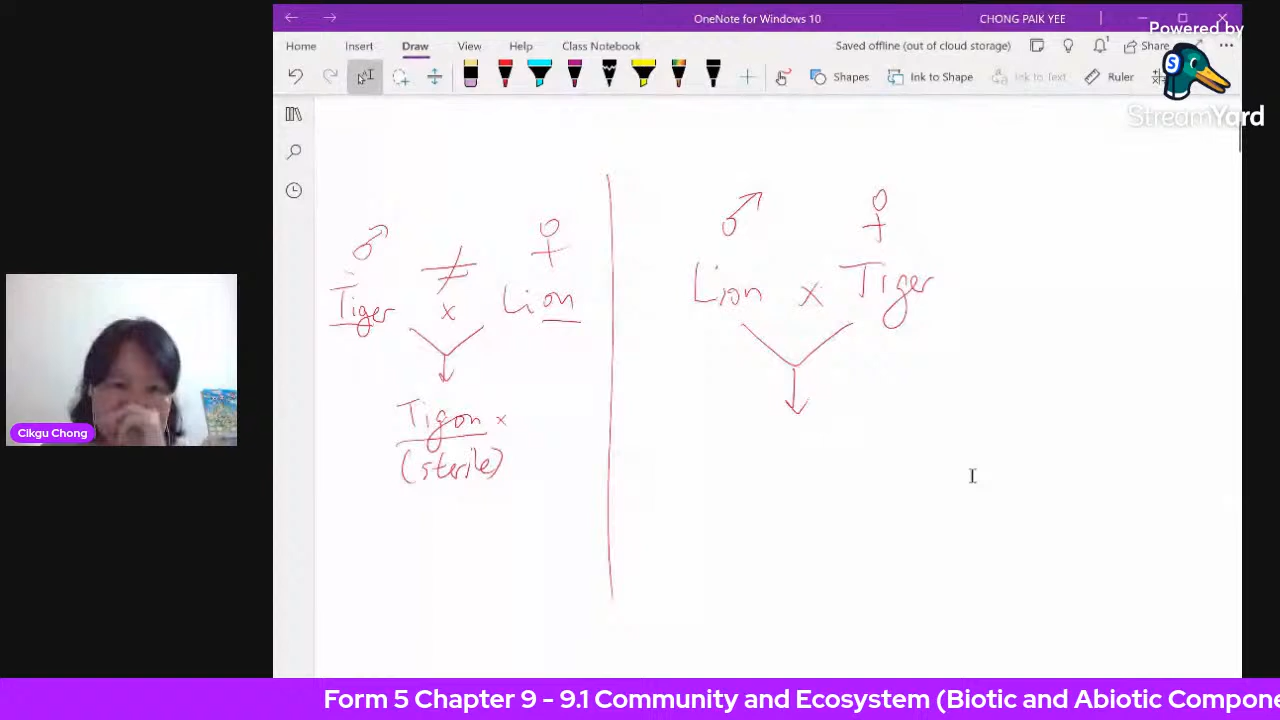 OneNote for Windows 10
CHONG PAIK YEE
Powered by
Home Insert Draw View Help Class Notebook
Saved offline (out of cloud storage)
Share
Shapes
Ink to Shape
Ink to Text
Ruler
StreamYard
♂ ♀
Tiger ≠ x Lion
Tigon x
(sterile)
♂ ♀
Lion x Tiger
Cikgu Chong
Form 5 Chapter 9 - 9.1 Community and Ecosystem (Biotic and Abiotic Compone